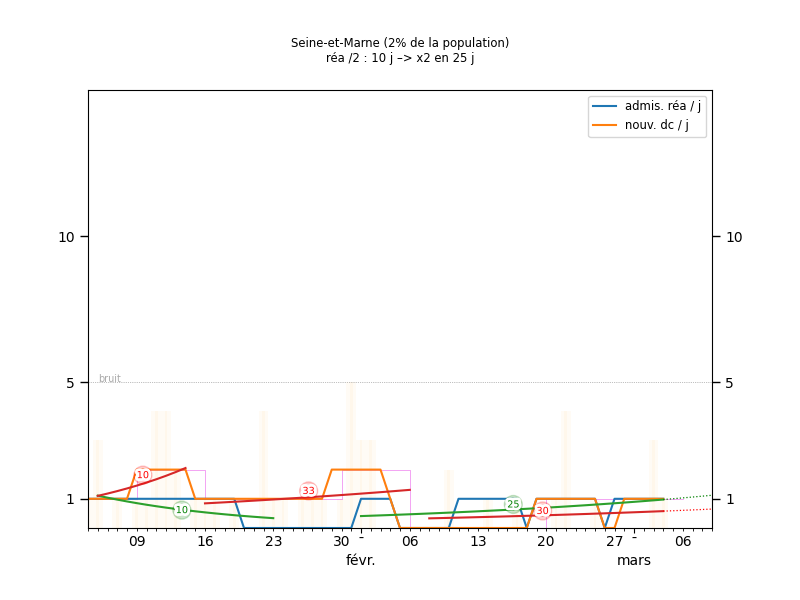 Seine-et-Marne (2% de la population)
réa /2 : 10 j –> x2 en 25 j
admis. réa / j
nouv. dc / j
10 10
bruit
5 5
10
33
10
25
30
1 1
09 16 23 30 - 06 13 20 27 - 06
févr. mars